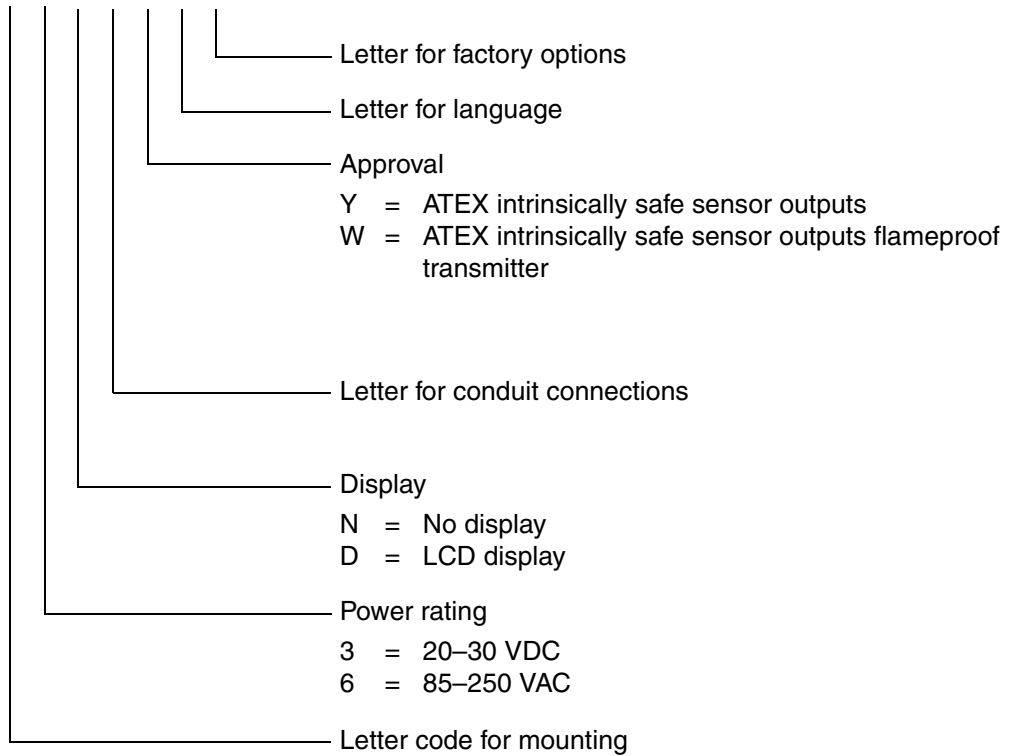 Letter for factory options
Letter for language
Approval
Y = ATEX intrinsically safe sensor outputs
W = ATEX intrinsically safe sensor outputs flameproof
transmitter
Letter for conduit connections
Display
N = No display
D = LCD display
Power rating
3 = 20–30 VDC
6 = 85–250 VAC
Letter code for mounting